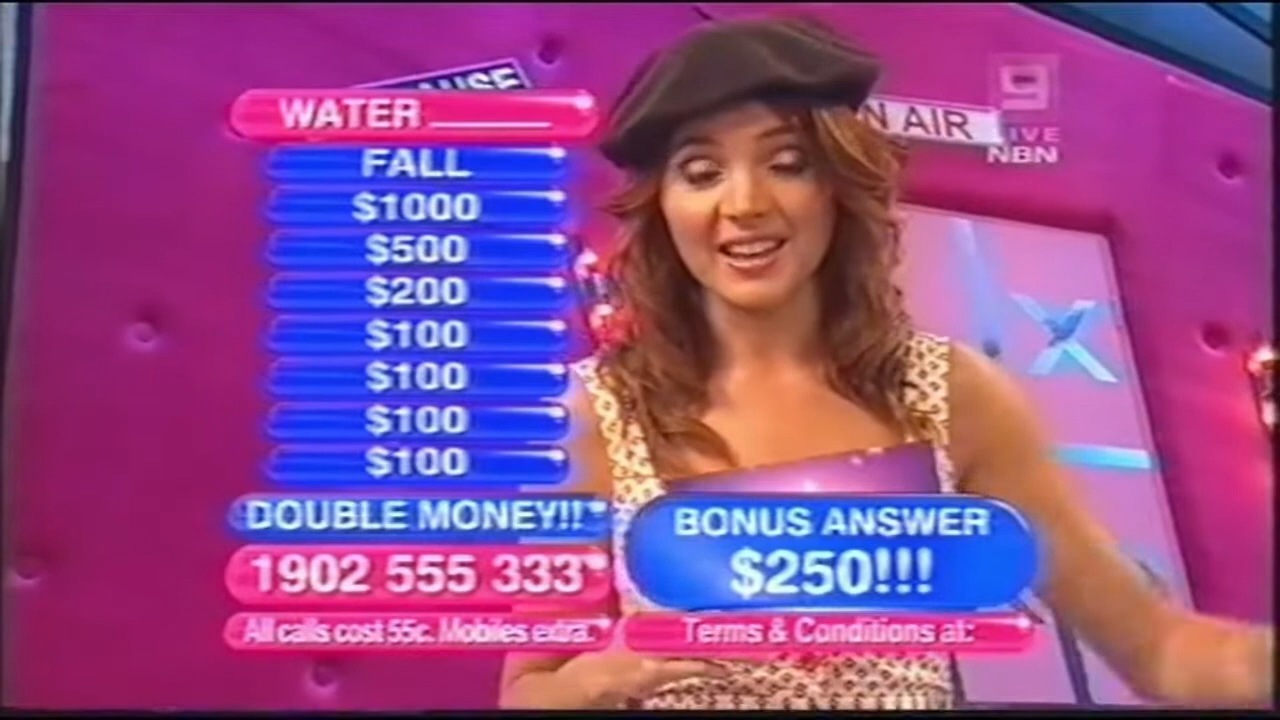 WATER ______
FALL
$1000
$500
$200
$100
$100
$100
$100
DOUBLE MONEY!!
1902 555 333
All calls cost 55c. Mobiles extra.
BONUS ANSWER
$250!!!
Terms & Conditions at:
N AIR
9
LIVE
NBN